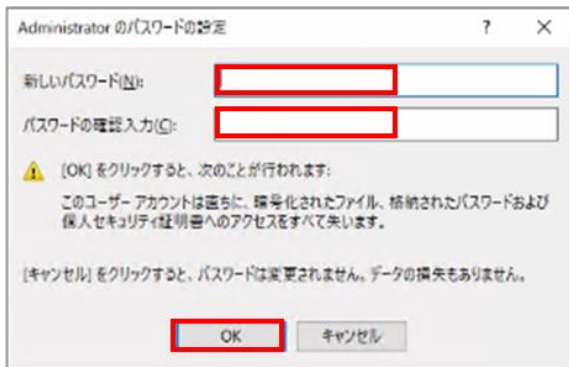 Administrator のパスワードの設定
新しいパスワード(N):
パスワードの確認入力(C):
[OK] をクリックすると、次のことが行われます:
このユーザー アカウントは直ちに、暗号化されたファイル、格納されたパスワードおよび
個人セキュリティ証明書へのアクセスをすべて失います。
[キャンセル] をクリックすると、パスワードは変更されません。データの損失もありません。
OK
キャンセル